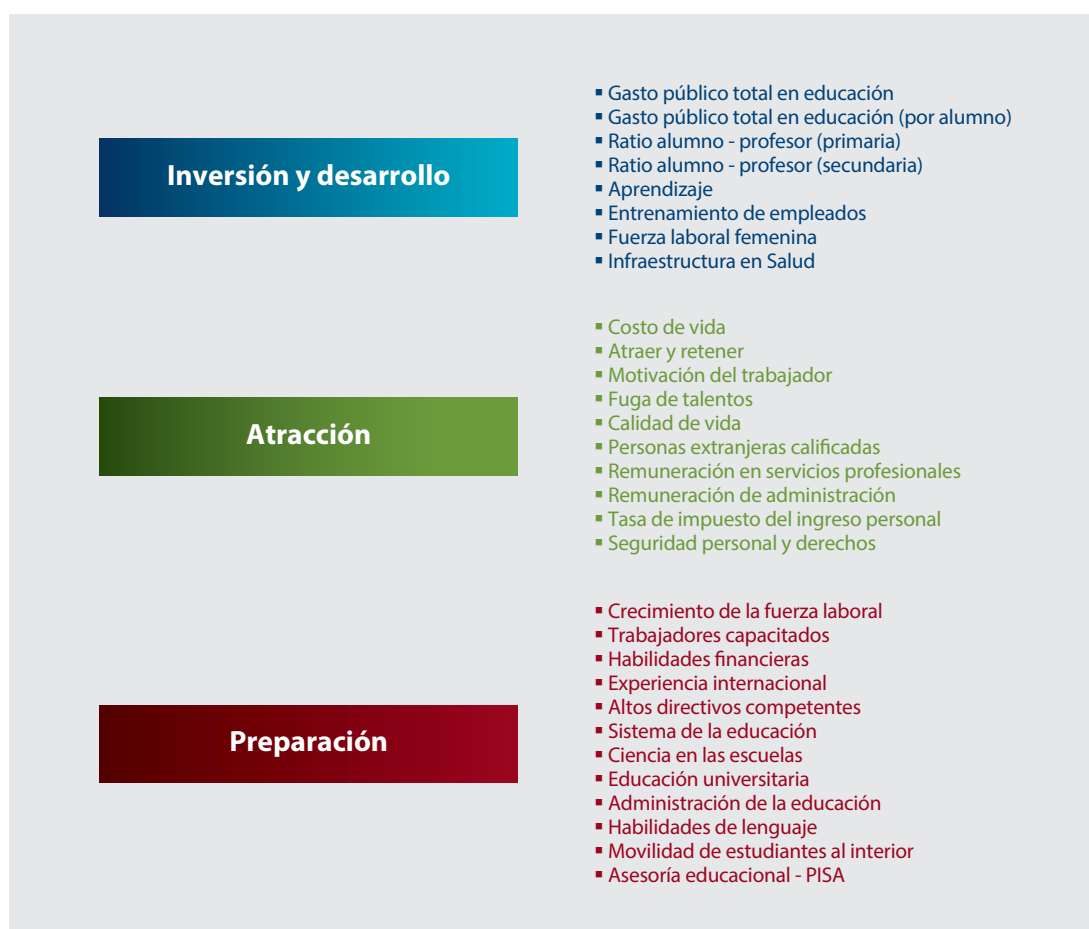 Inversión y desarrollo
▪ Gasto público total en educación
▪ Gasto público total en educación (por alumno)
▪ Ratio alumno - profesor (primaria)
▪ Ratio alumno - profesor (secundaria)
▪ Aprendizaje
▪ Entrenamiento de empleados
▪ Fuerza laboral femenina
▪ Infraestructura en Salud
Atracción
▪ Costo de vida
▪ Atraer y retener
▪ Motivación del trabajador
▪ Fuga de talentos
▪ Calidad de vida
▪ Personas extranjeras calificadas
▪ Remuneración en servicios profesionales
▪ Remuneración de administración
▪ Tasa de impuesto del ingreso personal
▪ Seguridad personal y derechos
Preparación
▪ Crecimiento de la fuerza laboral
▪ Trabajadores capacitados
▪ Habilidades financieras
▪ Experiencia internacional
▪ Altos directivos competentes
▪ Sistema de la educación
▪ Ciencia en las escuelas
▪ Educación universitaria
▪ Administración de la educación
▪ Habilidades de lenguaje
▪ Movilidad de estudiantes al interior
▪ Asesoría educacional - PISA